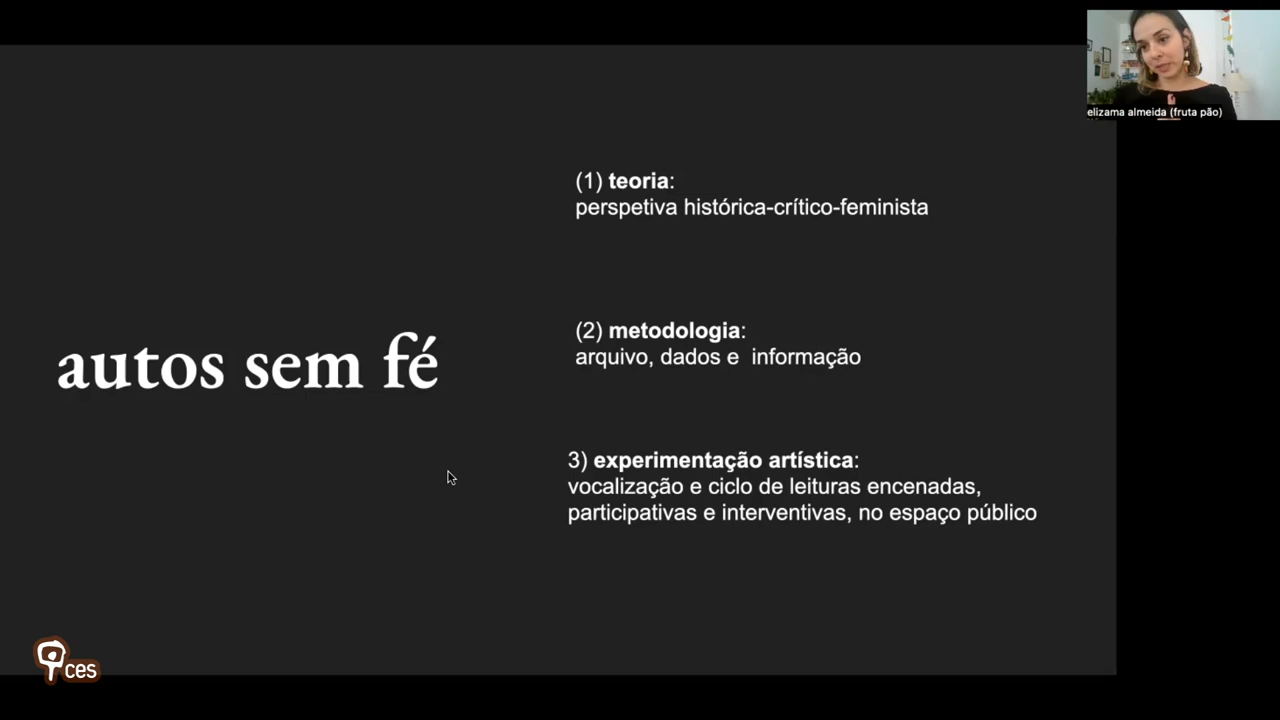 elizama almeida (fruta pão)
(1) teoria:
perspetiva histórica-crítico-feminista
(2) metodologia:
arquivo, dados e  informação
autos sem fé
3) experimentação artística:
vocalização e ciclo de leituras encenadas,
participativas e interventivas, no espaço público
ces